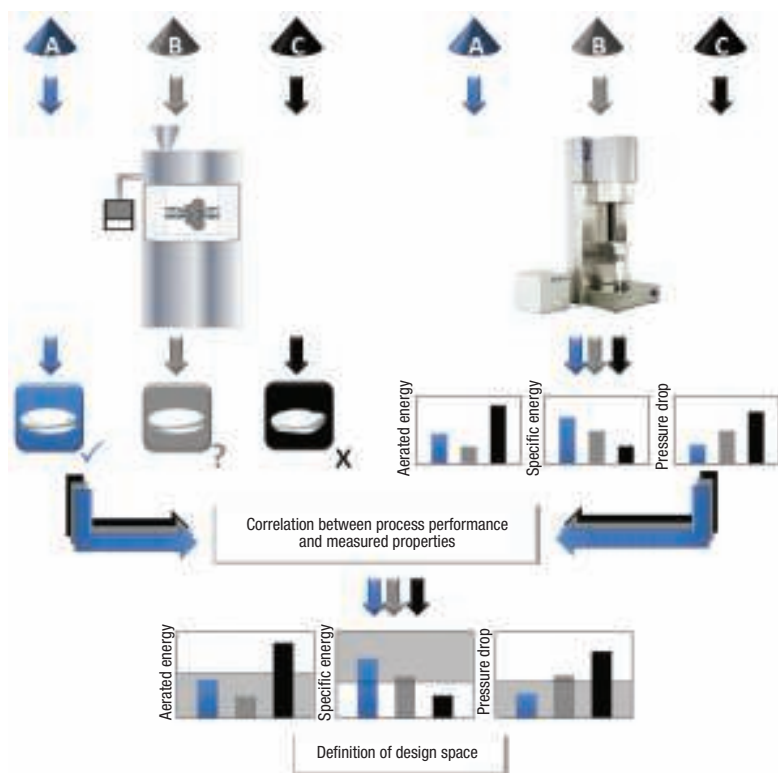 A B C A B C
✓ ? X
Aerated energy
Specific energy
Pressure drop
Correlation between process performance
and measured properties
Aerated energy
Specific energy
Pressure drop
Definition of design space